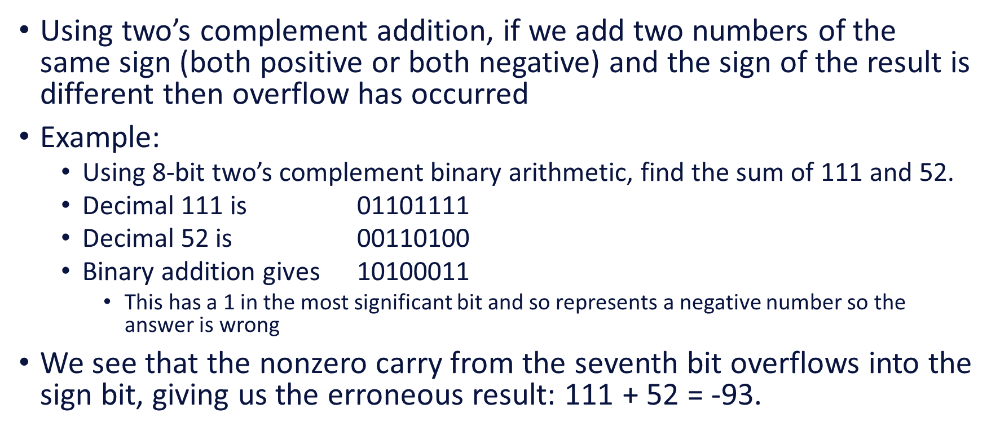 • Using two’s complement addition, if we add two numbers of the
same sign (both positive or both negative) and the sign of the result is
different then overflow has occurred
• Example:
• Using 8-bit two’s complement binary arithmetic, find the sum of 111 and 52.
• Decimal 111 is 01101111
• Decimal 52 is 00110100
• Binary addition gives 10100011
• This has a 1 in the most significant bit and so represents a negative number so the
answer is wrong
• We see that the nonzero carry from the seventh bit overflows into the
sign bit, giving us the erroneous result: 111 + 52 = -93.